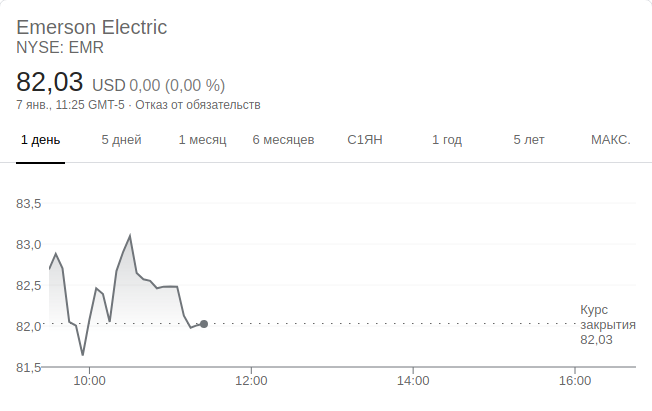 Emerson Electric
NYSE: EMR
82,03 USD 0,00 (0,00 %)
7 янв., 11:25 GMT-5 · Отказ от обязательств
1 день 5 дней 1 месяц 6 месяцев С1ЯН 1 год 5 лет МАКС.
83,5
83,0
82,5
82,0
81,5
Курс
закрытия
82,03
10:00 12:00 14:00 16:00